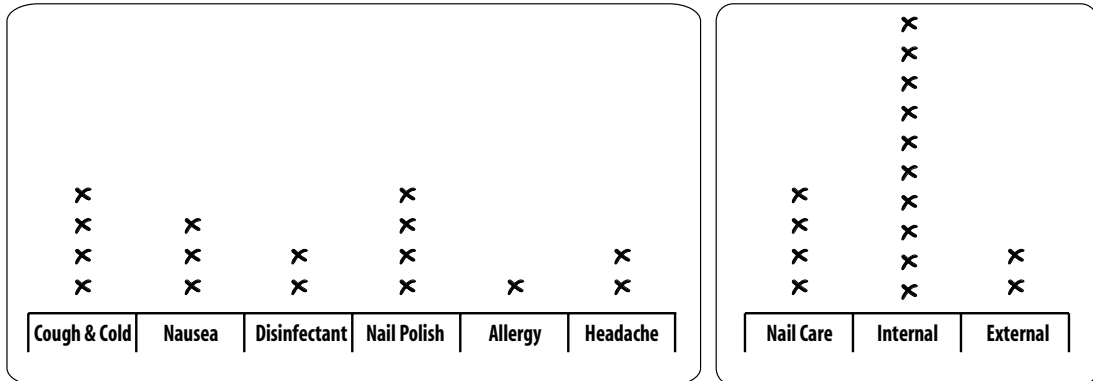 Cough & Cold Nausea Disinfectant Nail Polish Allergy Headache
Nail Care Internal External